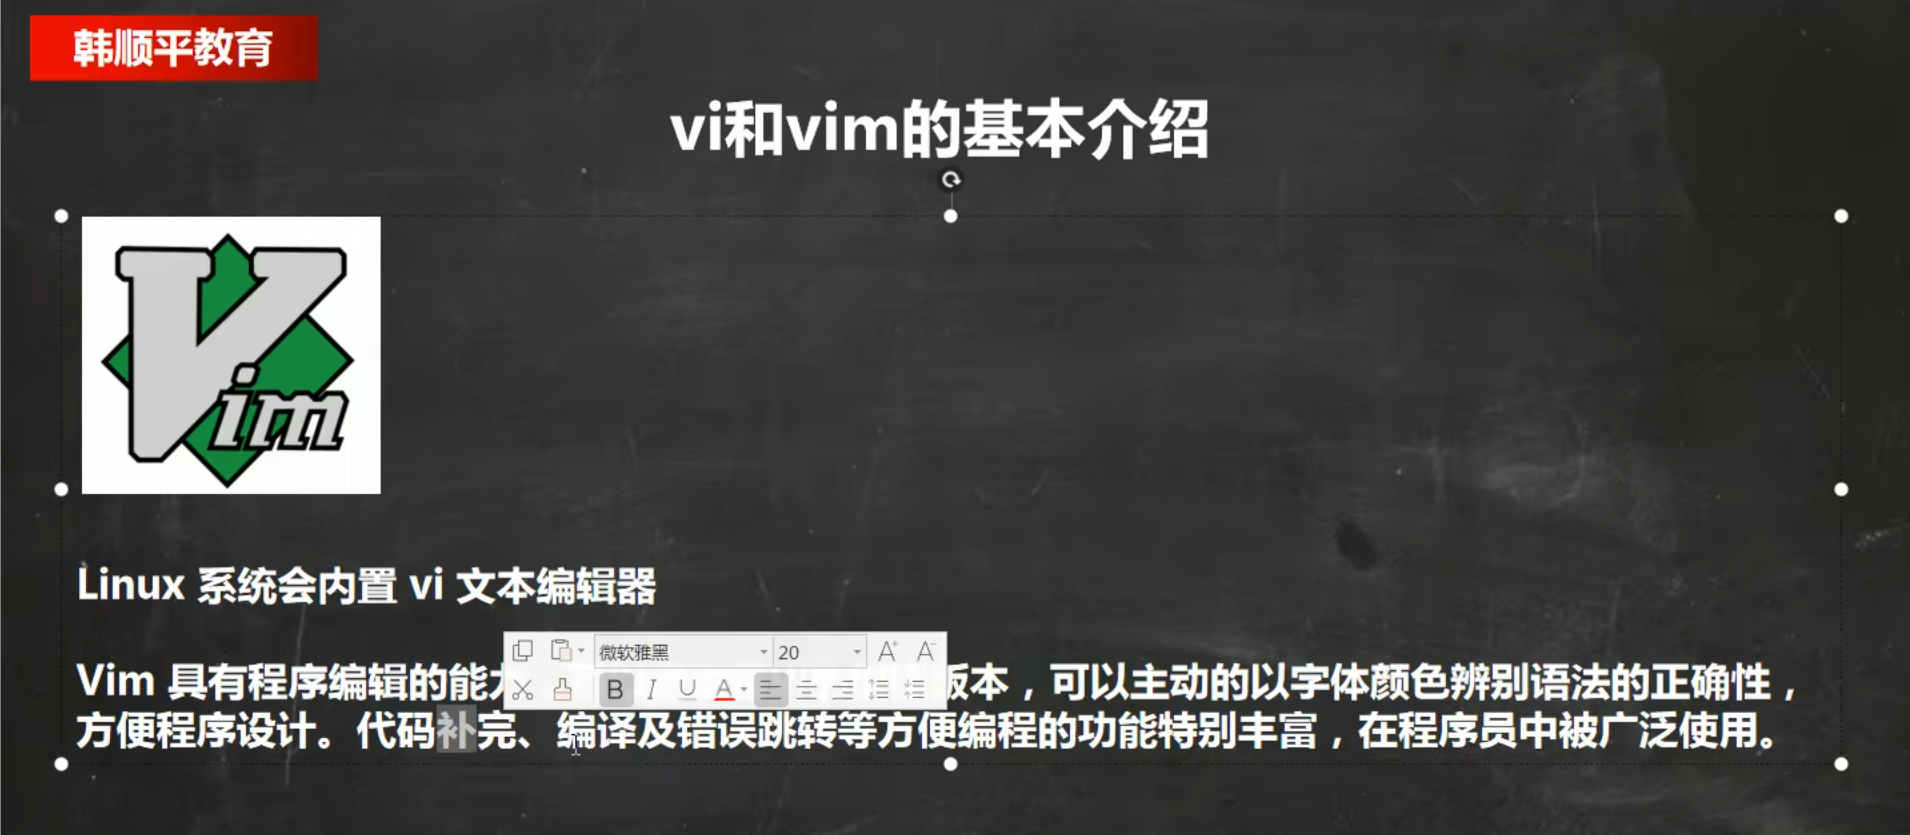 韩顺平教育
vi和vim的基本介绍
Vim
Linux 系统会内置 vi 文本编辑器
微软雅黑 20 A A
B I U A
Vim 具有程序编辑的能 版本，可以主动的以字体颜色辨别语法的正确性，
方便程序设计。代码补完、编译及错误跳转等方便编程的功能特别丰富，在程序员中被广泛使用。